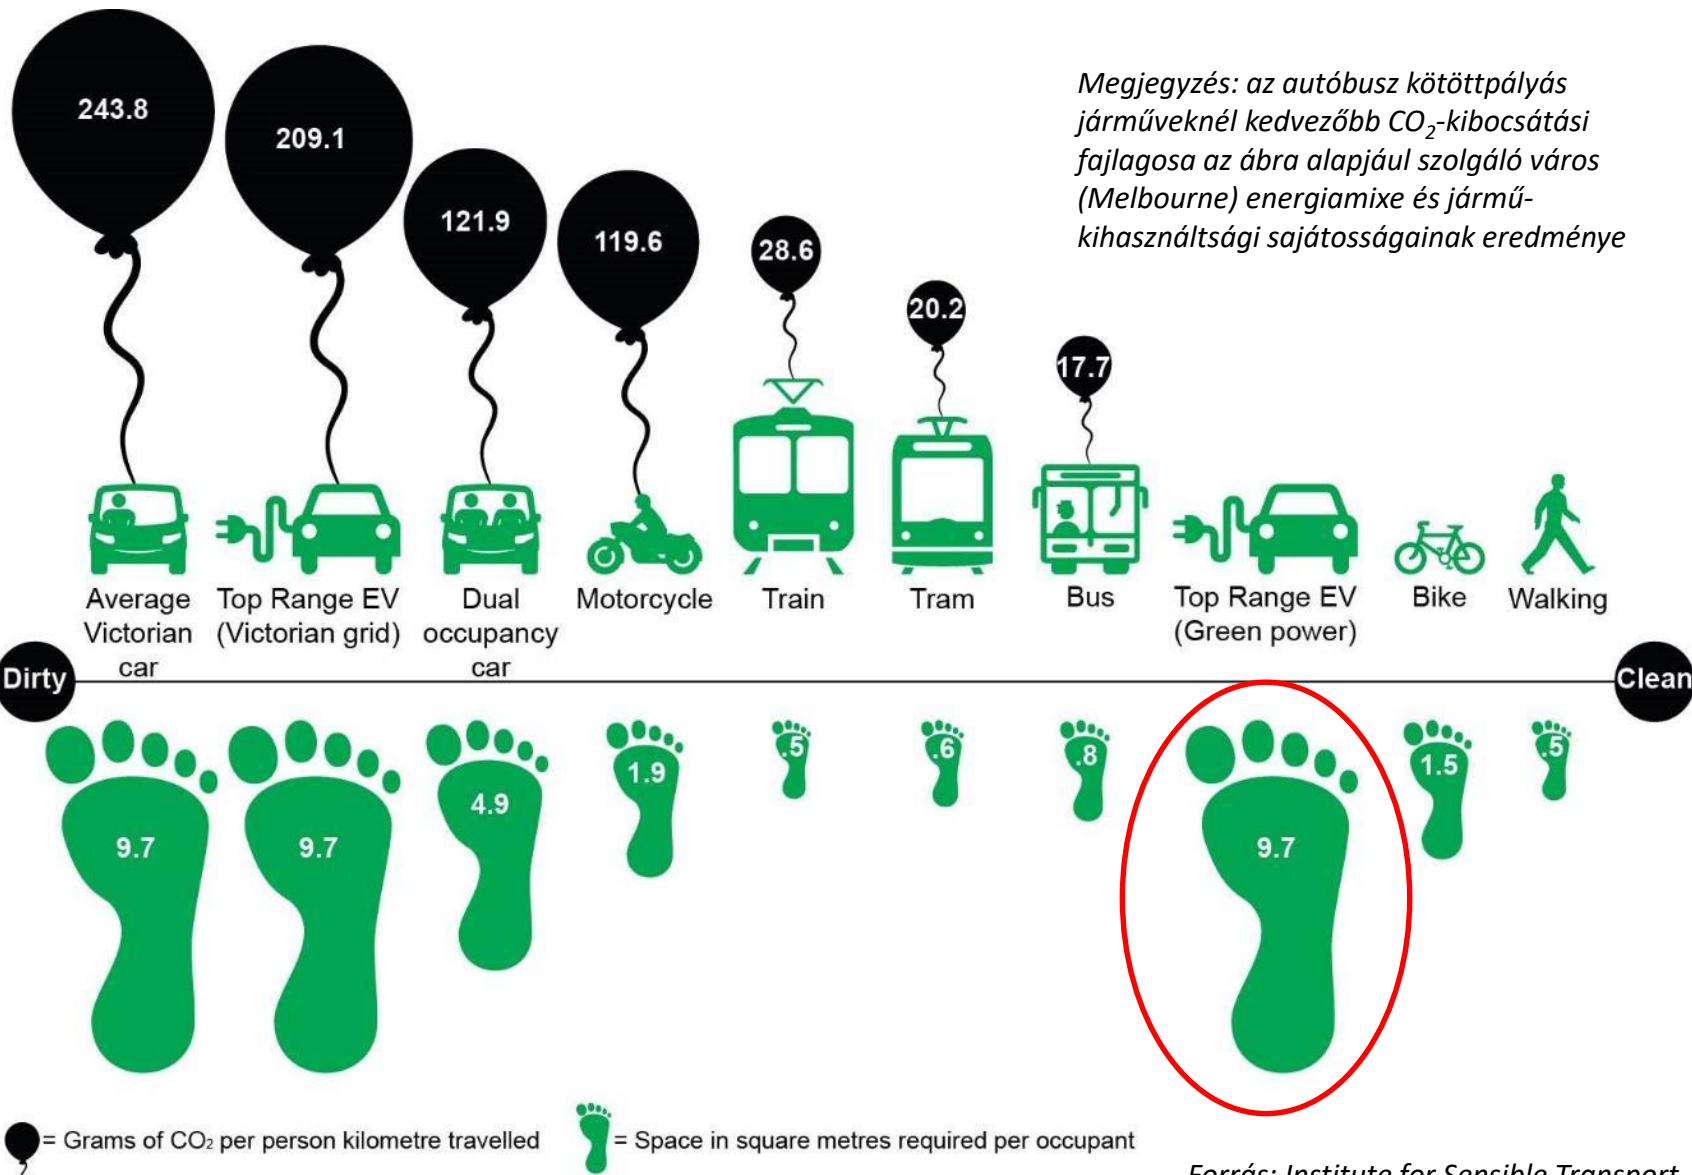 Megjegyzés: az autóbusz kötöttpályás
járműveknél kedvezőbb CO₂-kibocsátási
fajlagosa az ábra alapjául szolgáló város
(Melbourne) energiamixe és jármű-
kihasználtsági sajátosságainak eredménye
243.8
209.1
121.9
119.6
28.6
20.2
17.7
Average
Victorian
car
Top Range EV
(Victorian grid)
Dual
occupancy
car
Motorcycle
Train
Tram
Bus
Top Range EV
(Green power)
Bike
Walking
Dirty
Clean
9.7
9.7
4.9
1.9
.5
.6
.8
9.7
1.5
.5
= Grams of CO₂ per person kilometre travelled
= Space in square metres required per occupant
Forrás: Institute for Sensible Transport